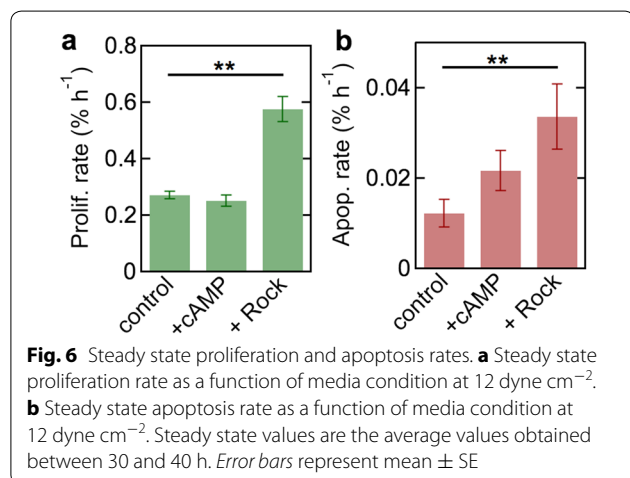 a
b
0.8
0.6
0.4
0.2
0
Prolif. rate (% h⁻¹)
**
control
+cAMP
+ Rock
0.04
0.02
0
Apop. rate (% h⁻¹)
**
control
+cAMP
+ Rock
Fig. 6 Steady state proliferation and apoptosis rates. a Steady state
proliferation rate as a function of media condition at 12 dyne cm⁻².
b Steady state apoptosis rate as a function of media condition at
12 dyne cm⁻². Steady state values are the average values obtained
between 30 and 40 h. Error bars represent mean ± SE